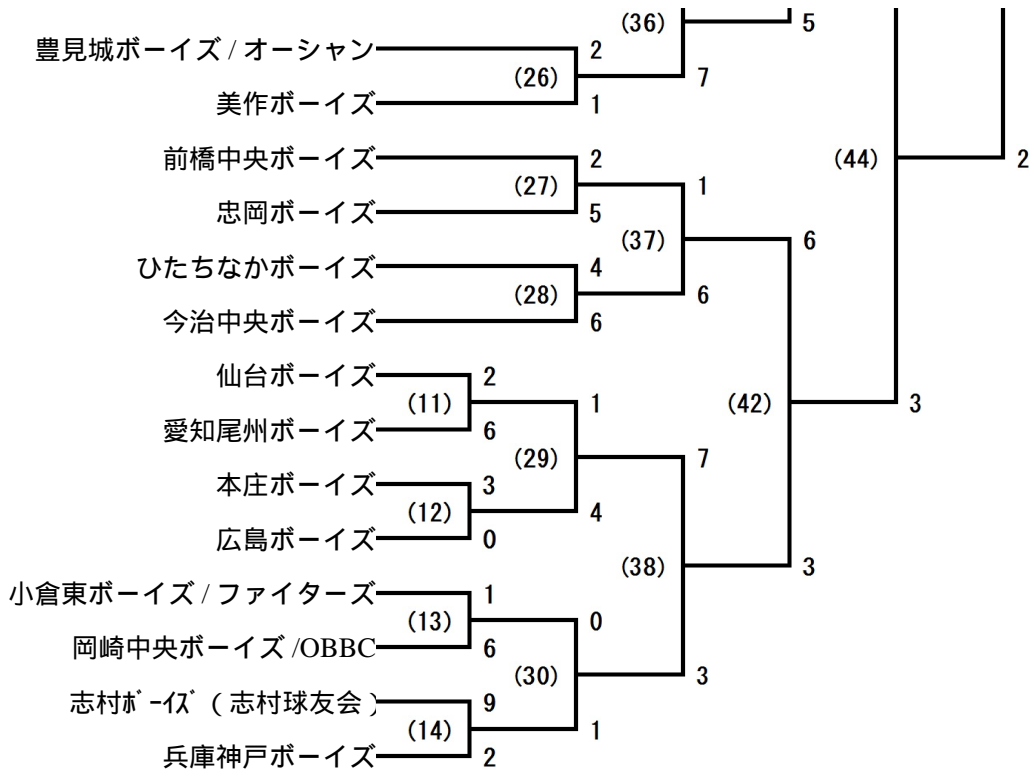 (36) 5
豊見城ボーイズ / オーシャン 2
(26) 7
美作ボーイズ 1
前橋中央ボーイズ 2 (44) 2
(27) 1
忠岡ボーイズ 5
(37) 6
ひたちなかボーイズ 4
(28) 6
今治中央ボーイズ 6
仙台ボーイズ 2
(11) 1 (42) 3
愛知尾州ボーイズ 6
(29) 7
本庄ボーイズ 3
(12) 4
広島ボーイズ 0
(38) 3
小倉東ボーイズ / ファイターズ 1
(13) 0
岡崎中央ボーイズ /OBBC 6
(30) 3
志村ﾎﾞｰｲｽﾞ ( 志村球友会 ) 9
(14) 1
兵庫神戸ボーイズ 2